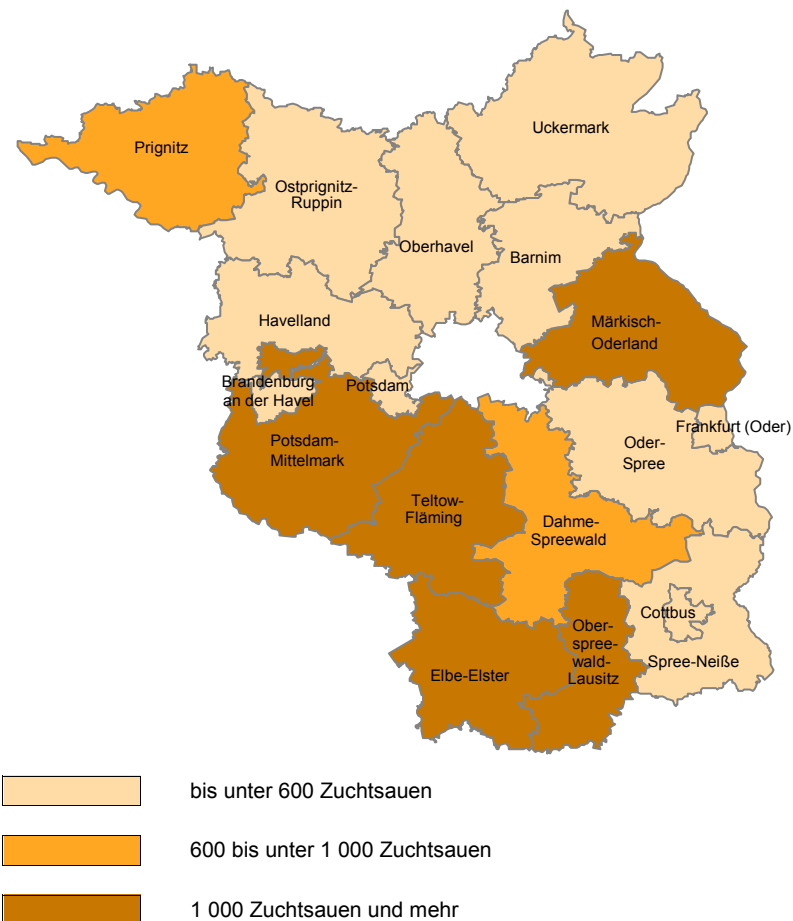 Uckermark
Prignitz
Ostprignitz-
Ruppin
Oberhavel
Barnim
Havelland
Märkisch-
Oderland
Brandenburg
an der Havel
Potsdam
Frankfurt (Oder)
Potsdam-
Mittelmark
Oder-
Spree
Teltow-
Fläming
Dahme-
Spreewald
Cottbus
Ober-
spree-
wald-
Lausitz
Spree-Neiße
Elbe-Elster
bis unter 600 Zuchtsauen
600 bis unter 1 000 Zuchtsauen
1 000 Zuchtsauen und mehr